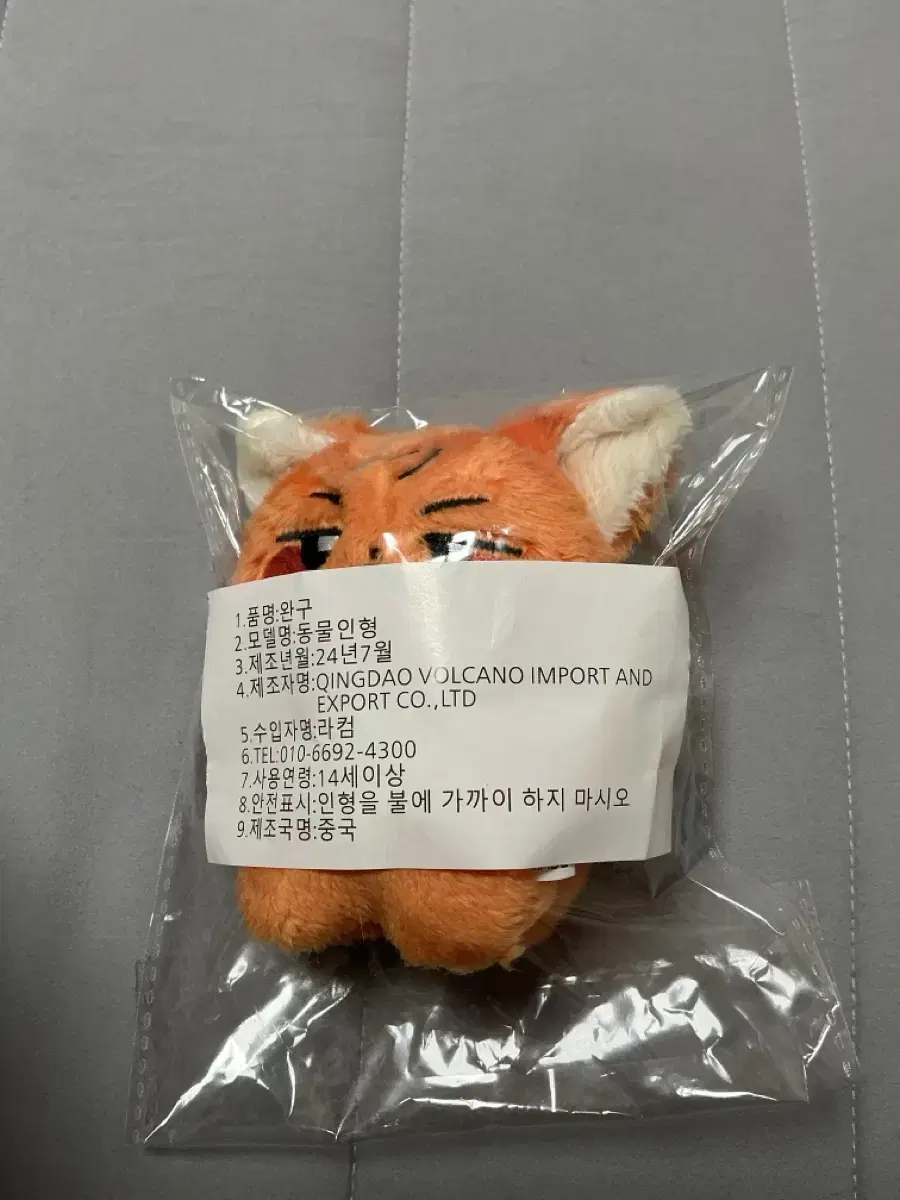 1.품명:완구
2.모델명:동물인형
3.제조년월:24년7월
4.제조자명:QINGDAO VOLCANO IMPORT AND
EXPORT CO.,LTD
5.수입자명:라컴
6.TEL:010-6692-4300
7.사용연령:14세이상
8.안전표시:인형을 불에 가까이 하지 마시오
9.제조국명:중국